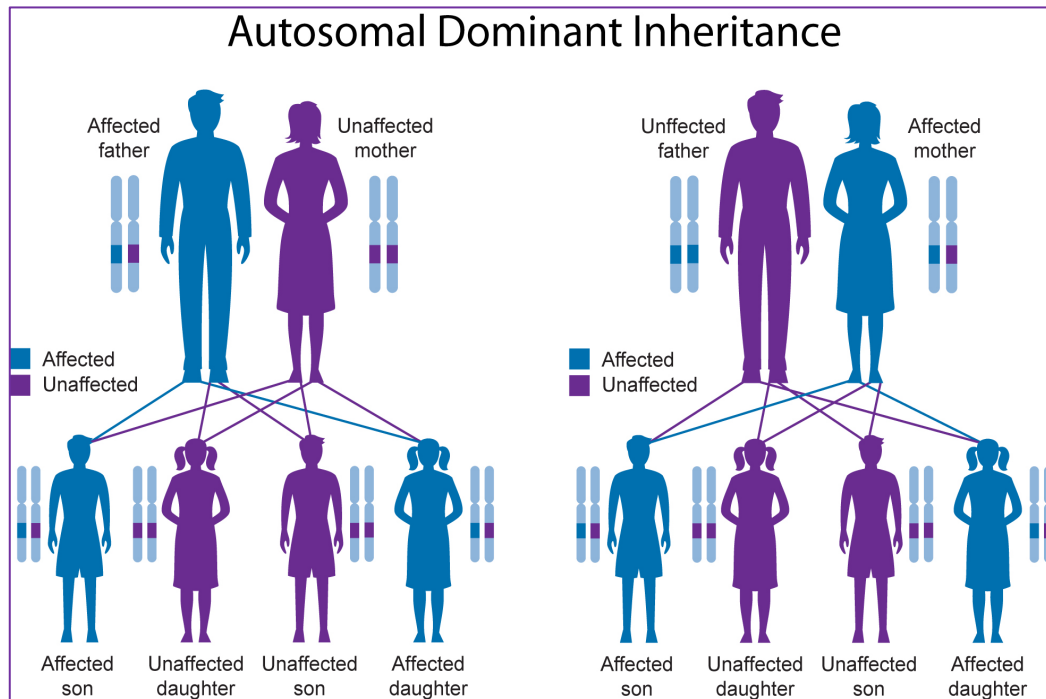 Autosomal Dominant Inheritance
Affected
father
Unaffected
mother
Unffected
father
Affected
mother
Affected
Unaffected
Affected
Unaffected
Affected
son
Unaffected
daughter
Unaffected
son
Affected
daughter
Affected
son
Unaffected
daughter
Unaffected
son
Affected
daughter